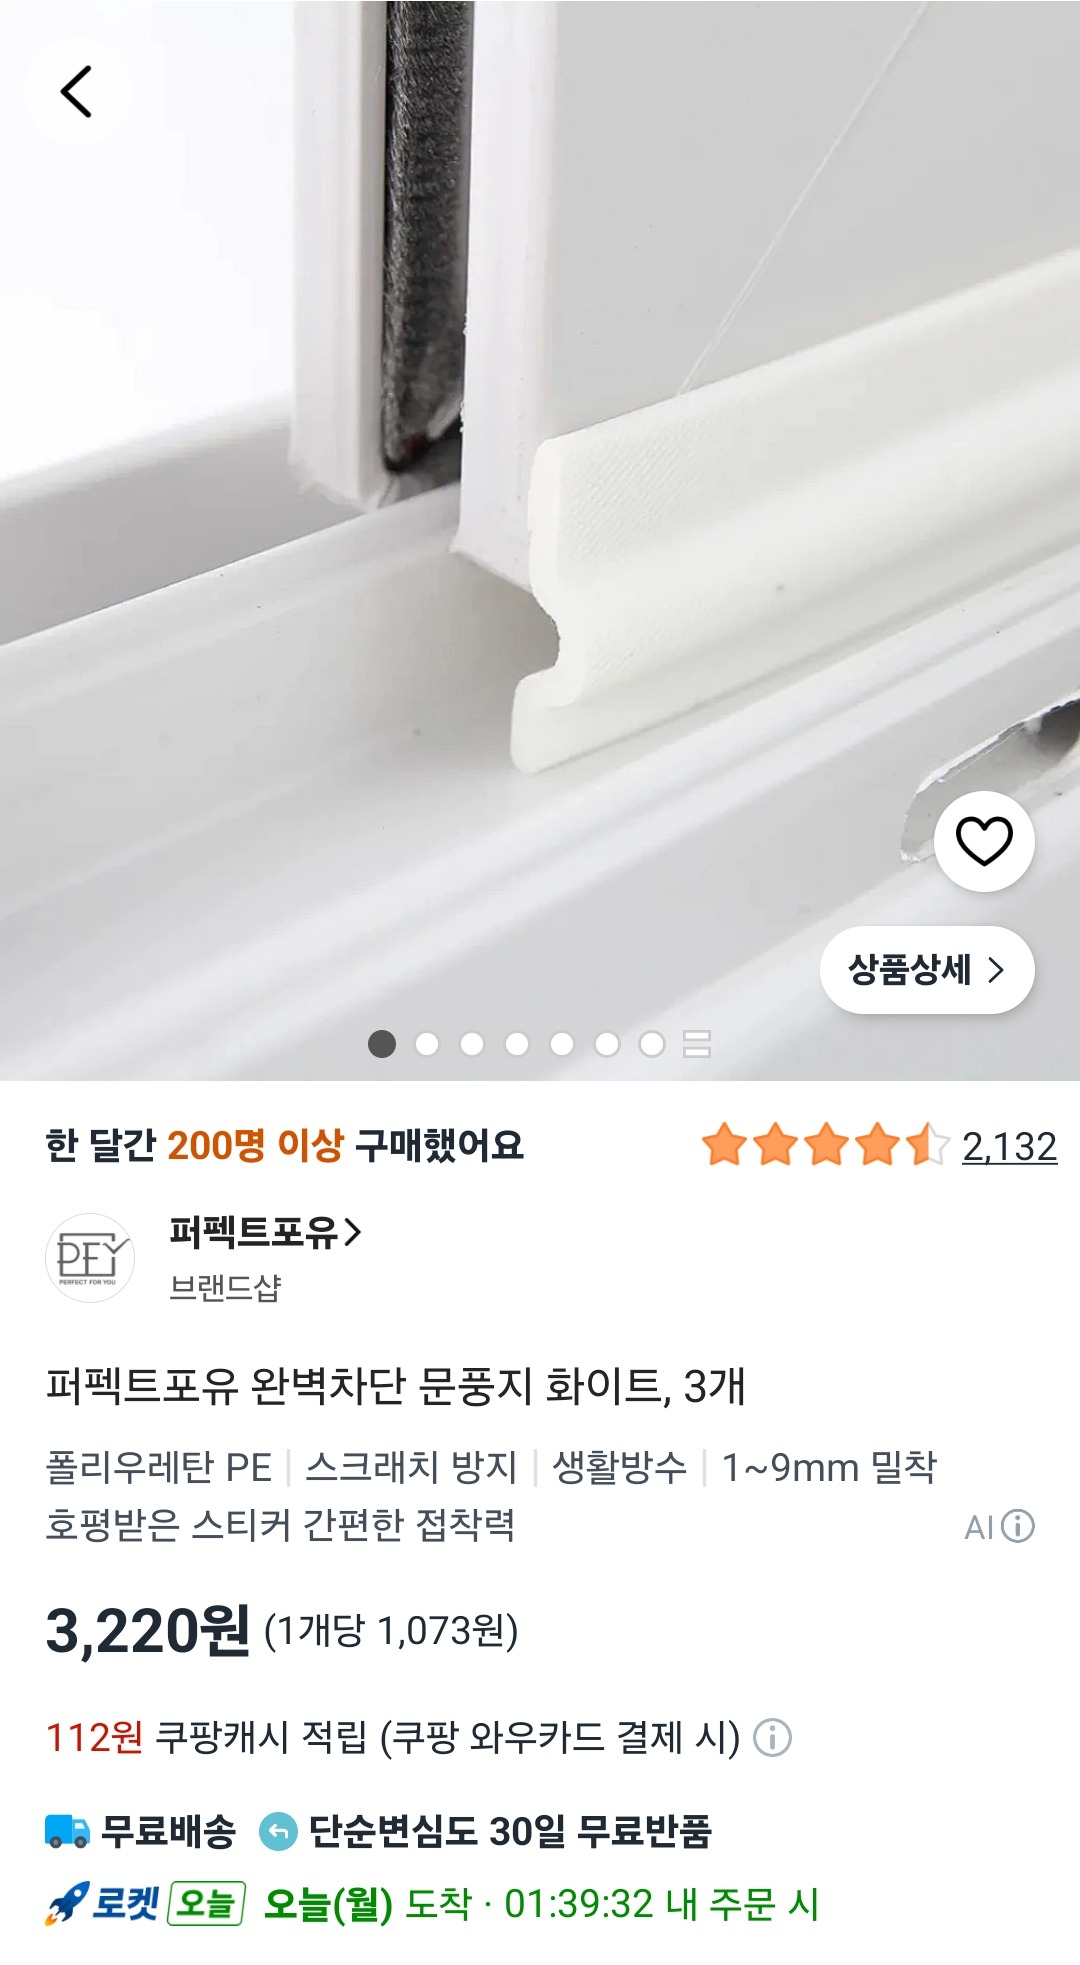 상품상세
한 달간 200명 이상 구매했어요 2,132
PFY
PERFECT FOR YOU
퍼펙트포유
브랜드샵
퍼펙트포유 완벽차단 문풍지 화이트, 3개
폴리우레탄 PE | 스크래치 방지 | 생활방수 | 1~9mm 밀착
호평받은 스티커 간편한 접착력 AI
3,220원 (1개당 1,073원)
112원 쿠팡캐시 적립 (쿠팡 와우카드 결제 시)
무료배송 단순변심도 30일 무료반품
로켓 오늘 오늘(월) 도착 · 01:39:32 내 주문 시